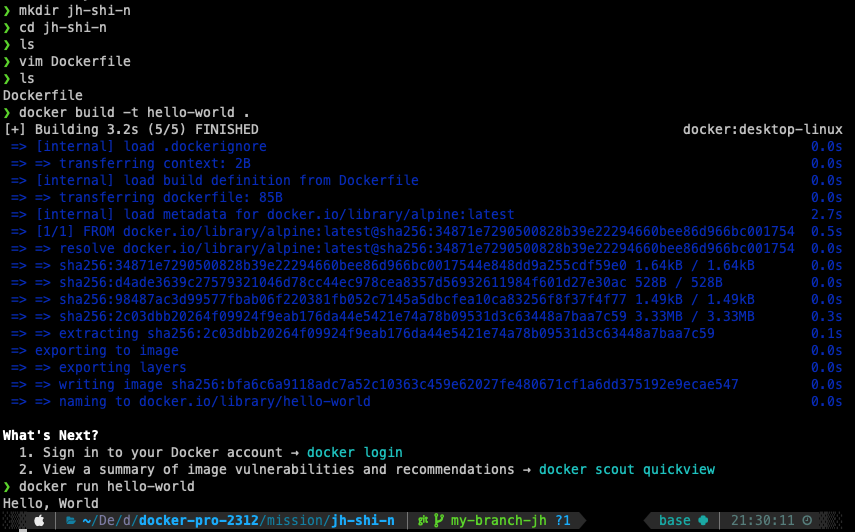 ❯ mkdir jh-shi-n
❯ cd jh-shi-n
❯ ls
❯ vim Dockerfile
❯ ls
Dockerfile
❯ docker build -t hello-world .
[+] Building 3.2s (5/5) FINISHED docker:desktop-linux
=> [internal] load .dockerignore 0.0s
=> => transferring context: 2B 0.0s
=> [internal] load build definition from Dockerfile 0.0s
=> => transferring dockerfile: 85B 0.0s
=> [internal] load metadata for docker.io/library/alpine:latest 2.7s
=> [1/1] FROM docker.io/library/alpine:latest@sha256:34871e7290500828b39e22294660bee86d966bc001754 0.5s
=> => resolve docker.io/library/alpine:latest@sha256:34871e7290500828b39e22294660bee86d966bc001754 0.0s
=> => sha256:34871e7290500828b39e22294660bee86d966bc0017544e848dd9a255cdf59e0 1.64kB / 1.64kB 0.0s
=> => sha256:d4ade3639c27579321046d78cc44ec978cea8357d56932611984f601d27e30ac 528B / 528B 0.0s
=> => sha256:98487ac3d99577fbab06f220381fb052c7145a5dbcfea10ca83256f8f37f4f77 1.49kB / 1.49kB 0.0s
=> => sha256:2c03dbb20264f09924f9eab176da44e5421e74a78b09531d3c63448a7baa7c59 3.33MB / 3.33MB 0.3s
=> => extracting sha256:2c03dbb20264f09924f9eab176da44e5421e74a78b09531d3c63448a7baa7c59 0.1s
=> exporting to image 0.0s
=> => exporting layers 0.0s
=> => writing image sha256:bfa6c6a9118adc7a52c10363c459e62027fe480671cf1a6dd375192e9ecae547 0.0s
=> => naming to docker.io/library/hello-world 0.0s
What's Next?
1. Sign in to your Docker account → docker login
2. View a summary of image vulnerabilities and recommendations → docker scout quickview
❯ docker run hello-world
Hello, World
~/De/d/docker-pro-2312/mission/jh-shi-n git my-branch-jh ?1 base 21:30:11